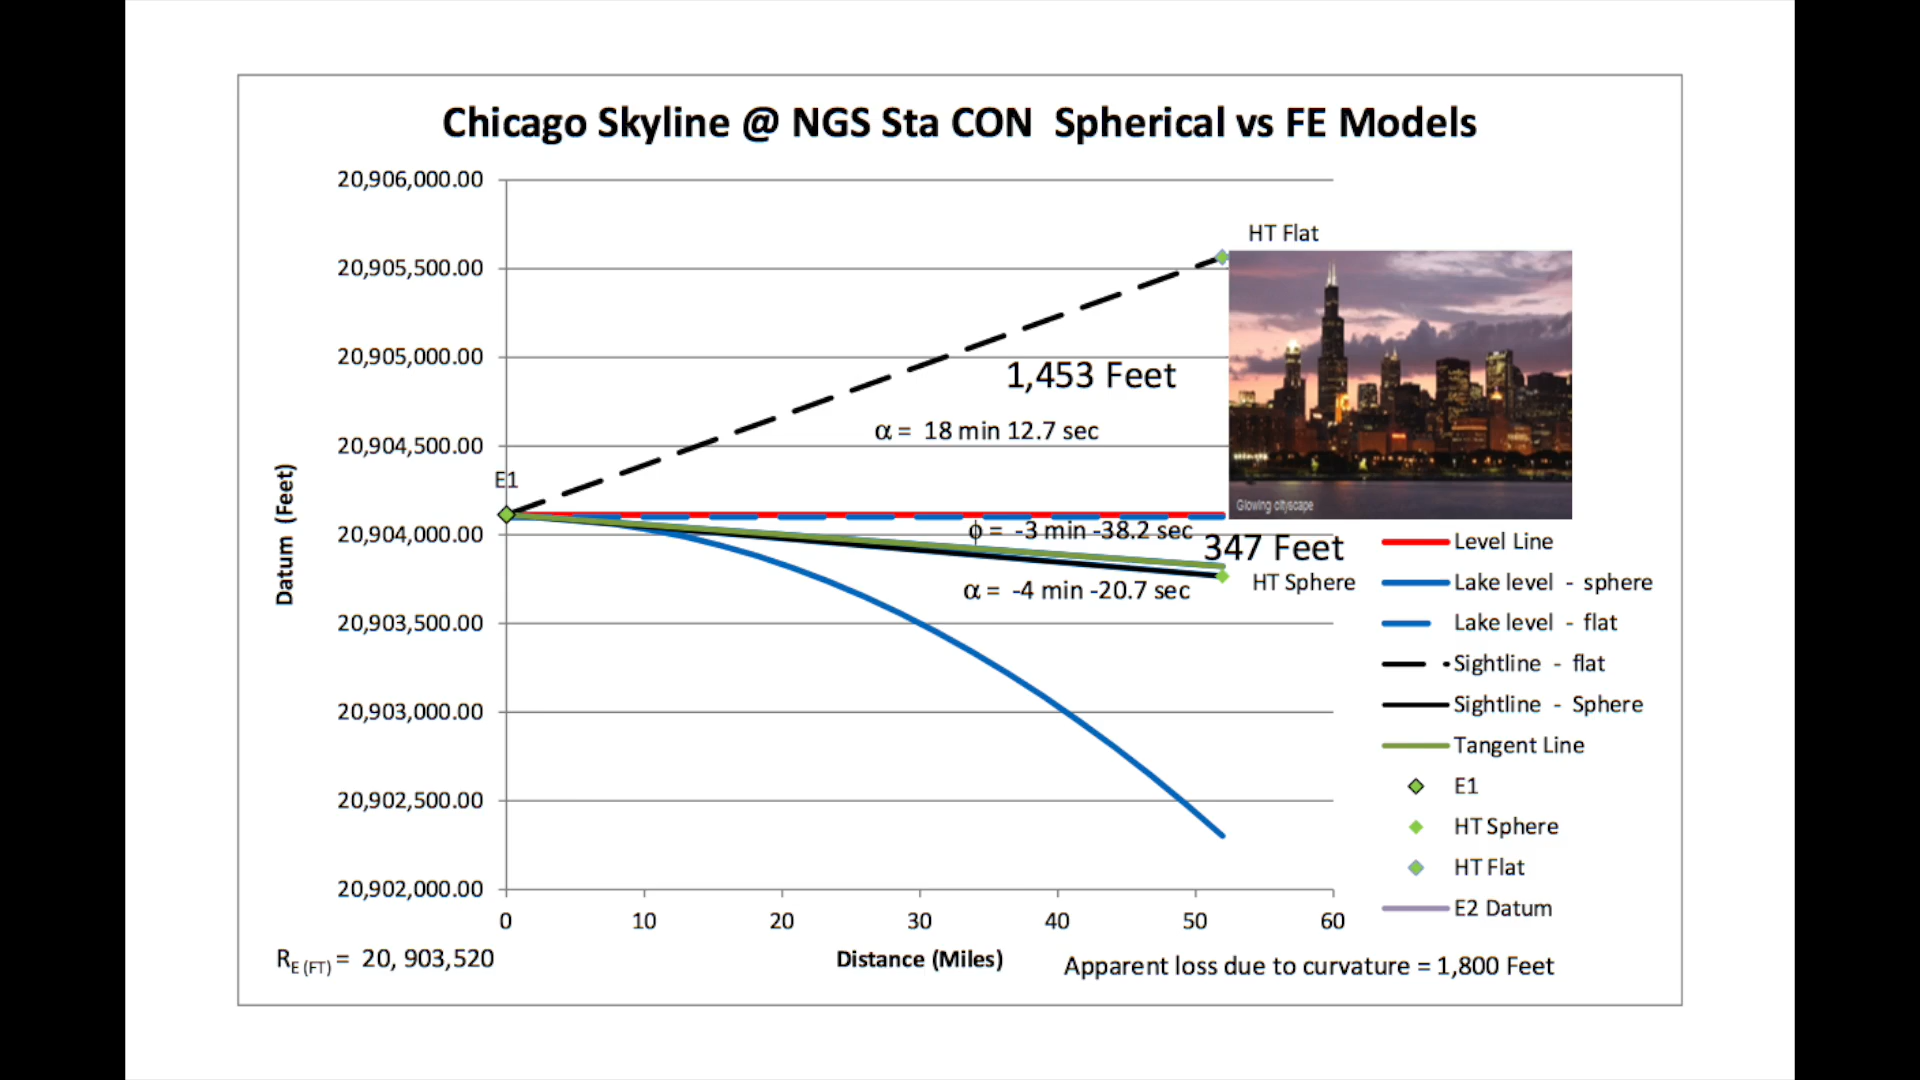 Chicago Skyline @ NGS Sta CON Spherical vs FE Models
20,906,000.00
20,905,500.00
20,905,000.00
20,904,500.00
20,904,000.00
20,903,500.00
20,903,000.00
20,902,500.00
20,902,000.00
Datum (Feet)
HT Flat
1,453 Feet
α = 18 min 12.7 sec
E1
Glowing cityscape
ϕ = -3 min -38.2 sec
347 Feet
HT Sphere
α = -4 min -20.7 sec
Level Line
Lake level - sphere
Lake level - flat
Sightline - flat
Sightline - Sphere
Tangent Line
E1
HT Sphere
HT Flat
E2 Datum
0 10 20 30 40 50 60
R E (FT) = 20, 903,520
Distance (Miles)
Apparent loss due to curvature = 1,800 Feet